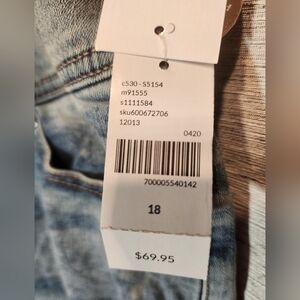 c530 - S5154
m91555
s1111584
sku600672706
12013
0420
700005540142
18
$69.95